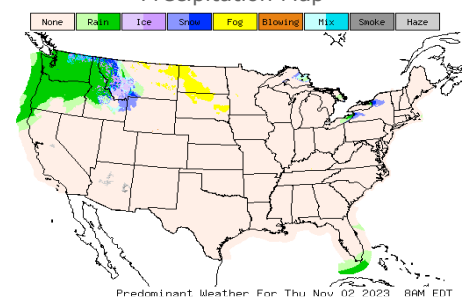 Precipitation Map
None Rain Ice Snow Fog Blowing Mix Smoke Haze
Predominant Weather For Thu Nov 02 2023 8AM EDT